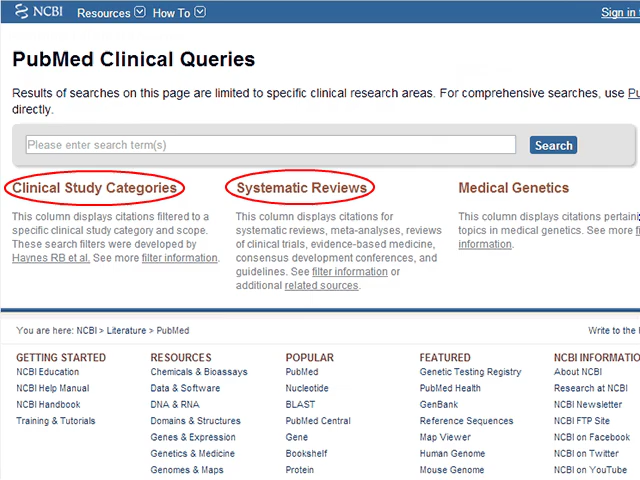 NCBI Resources How To Sign in
PubMed Clinical Queries
Results of searches on this page are limited to specific clinical research areas. For comprehensive searches, use
directly.
Please enter search term(s) Search
Clinical Study Categories
This column displays citations filtered to a
specific clinical study category and scope.
These search filters were developed by
Haynes RB et al. See more filter information.
Systematic Reviews
This column displays citations for
systematic reviews, meta-analyses, reviews
of clinical trials, evidence-based medicine,
consensus development conferences, and
guidelines. See filter information or
additional related sources.
Medical Genetics
This column displays citations
topics in medical genetics. See more
information.
You are here: NCBI > Literature > PubMed Write to the
GETTING STARTED
NCBI Education
NCBI Help Manual
NCBI Handbook
Training & Tutorials
RESOURCES
Chemicals & Bioassays
Data & Software
DNA & RNA
Domains & Structures
Genes & Expression
Genetics & Medicine
Genomes & Maps
POPULAR
PubMed
Nucleotide
BLAST
PubMed Central
Gene
Bookshelf
Protein
FEATURED
Genetic Testing Registry
PubMed Health
GenBank
Reference Sequences
Map Viewer
Human Genome
Mouse Genome
NCBI
About NCBI
Research at NCBI
NCBI Newsletter
NCBI FTP Site
NCBI on Facebook
NCBI on Twitter
NCBI on YouTube